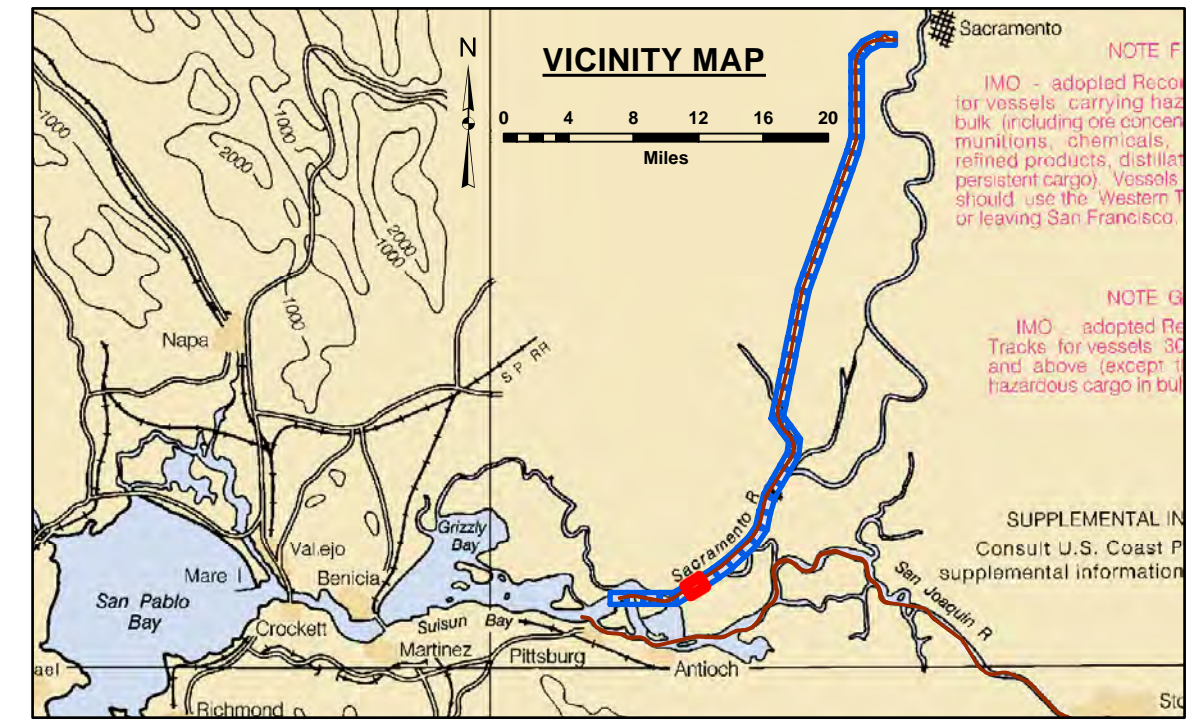 Sacramento
NOTE F
IMO - adopted Recor
for vessels carrying haz
bulk (including ore concen
munitions, chemicals,
refined products, distillat
persistent cargo). Vessels
should use the Western T
or leaving San Francisco.
VICINITY MAP
N
0 4 8 12 16 20
Miles
1000
2000
1000
2000
1000
1000
Napa
S P RR
NOTE G
IMO - adopted Re
Tracks for vessels 30
and above (except t
hazardous cargo in bul
Grizzly
Bay
Sacramento R
SUPPLEMENTAL IN
Consult U.S. Coast P
supplemental information
Vallejo
Mare I
Benicia
San Pablo
Bay
Crockett
Suisun Bay
Martinez
Pittsburg
Antioch
San Joaquin R
ael
Richmond
Sto